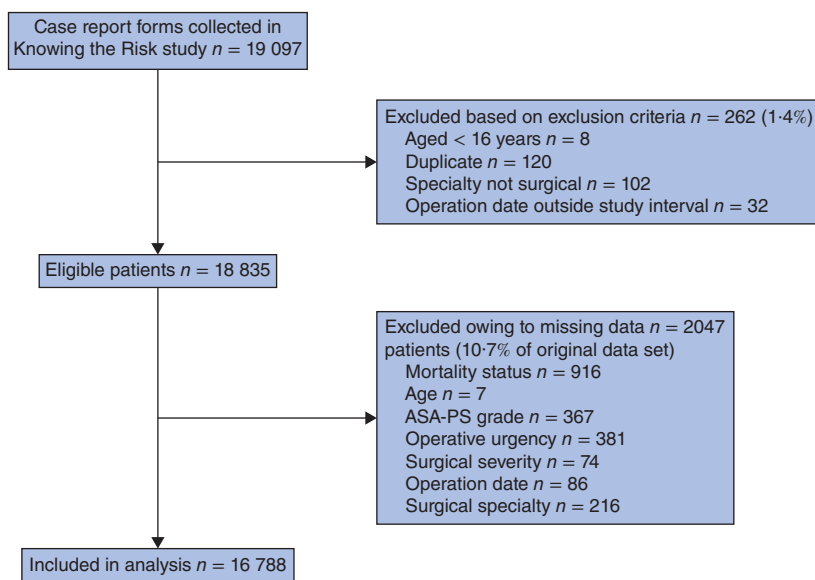 Case report forms collected in
Knowing the Risk study n = 19 097
Excluded based on exclusion criteria n = 262 (1·4%)
Aged < 16 years n = 8
Duplicate n = 120
Specialty not surgical n = 102
Operation date outside study interval n = 32
Eligible patients n = 18 835
Excluded owing to missing data n = 2047
patients (10·7% of original data set)
Mortality status n = 916
Age n = 7
ASA-PS grade n = 367
Operative urgency n = 381
Surgical severity n = 74
Operation date n = 86
Surgical specialty n = 216
Included in analysis n = 16 788